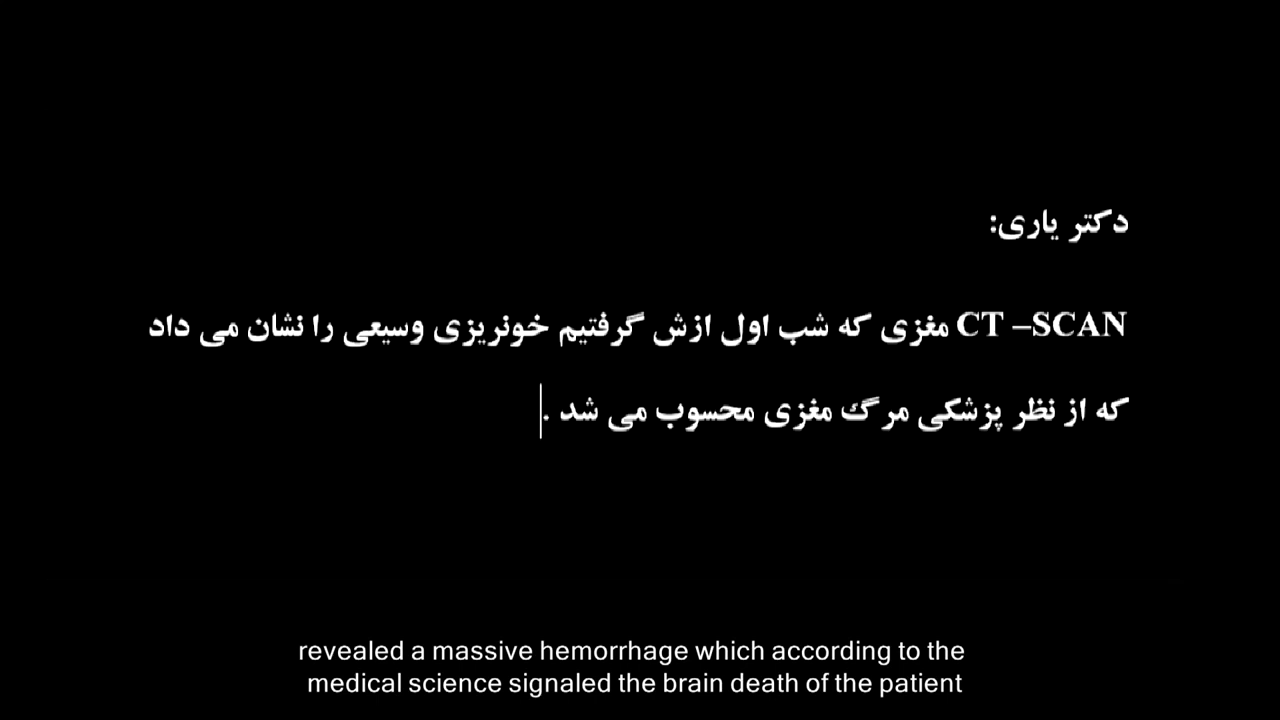 دکتر یاری:
CT –SCAN مغزی که شب اول ازش گرفتیم خونریزی وسیعی را نشان می داد
که از نظر پزشکی مرگ مغزی محسوب می شد .
revealed a massive hemorrhage which according to the
medical science signaled the brain death of the patient